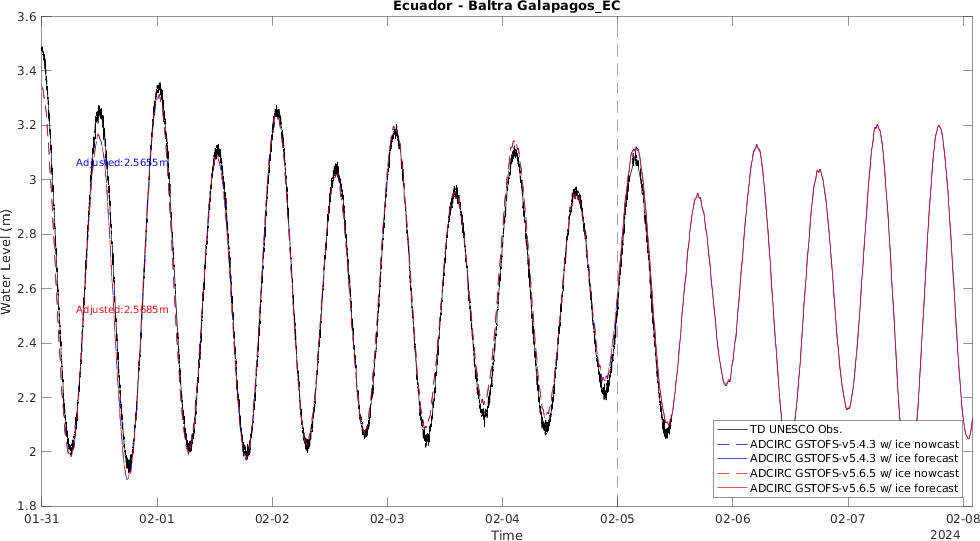 Ecuador - Baltra Galapagos_EC
3.6
3.4
3.2
3
2.8
2.6
2.4
2.2
2
1.8
Water Level (m)
Adjusted:2.5655m
Adjusted:2.5685m
TD UNESCO Obs.
ADCIRC GSTOFS-v5.4.3 w/ ice nowcast
ADCIRC GSTOFS-v5.4.3 w/ ice forecast
ADCIRC GSTOFS-v5.6.5 w/ ice nowcast
ADCIRC GSTOFS-v5.6.5 w/ ice forecast
01-31 02-01 02-02 02-03 02-04 02-05 02-06 02-07 02-08
Time
2024